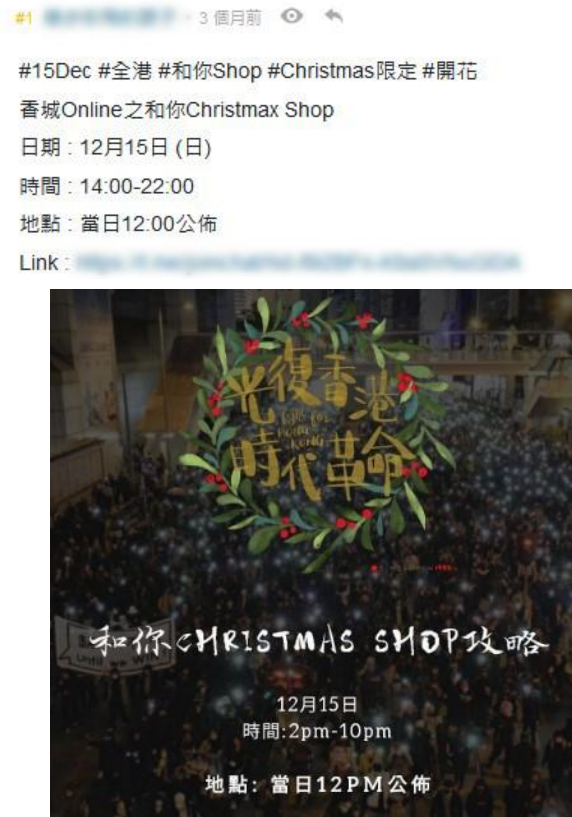 #1
3 個月前
#15Dec #全港 #和你Shop #Christmas限定 #開花
香城Online之和你Christmax Shop
日期 : 12月15日 (日)
時間 : 14:00-22:00
地點 : 當日12:00公佈
Link :
光復香港
時代革命
和你CHRISTMAS SHOP攻略
Until we Win
12月15日
時間:2pm-10pm
地點: 當日12PM公佈